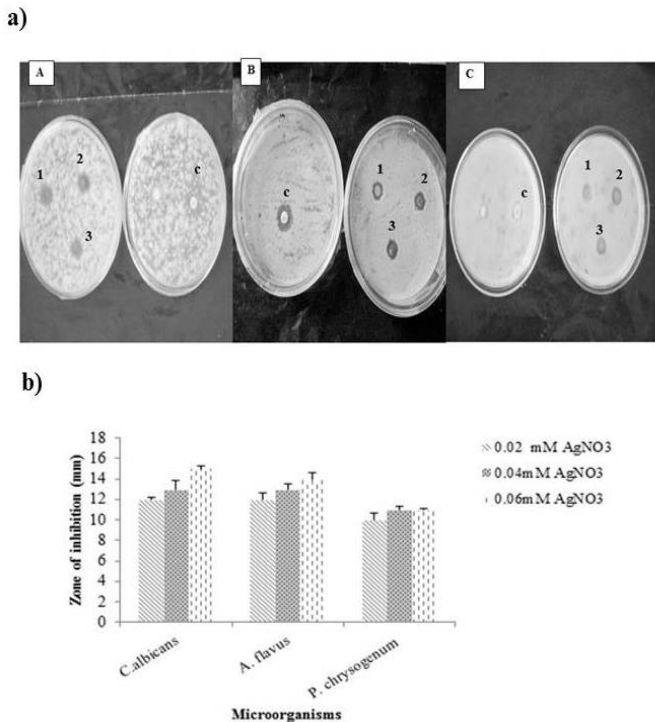 a)
A
B
C
1
2
3
c
c
1
2
3
c
1
2
3
b)
18
16
14
12
10
8
6
4
2
0
Zone of inhibition (mm)
C.albicans
A. flavus
P. chrysogenum
Microorganisms
0.02 mM AgNO3
0.04mM AgNO3
0.06mM AgNO3